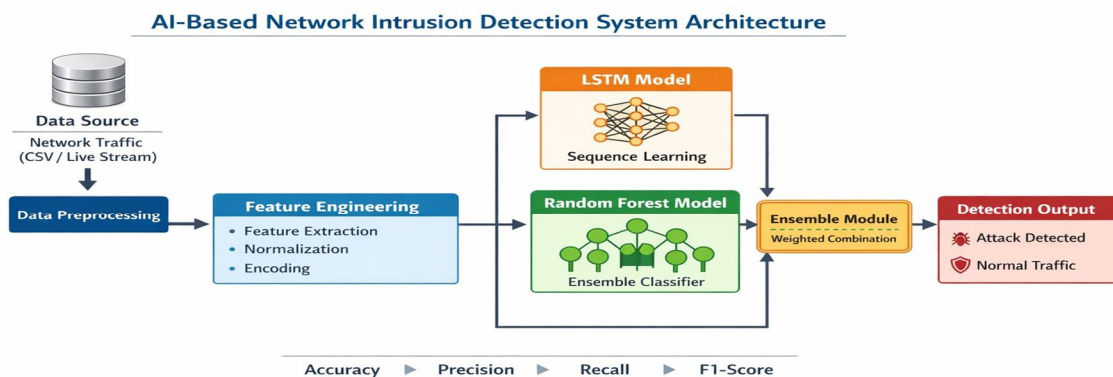 AI-Based Network Intrusion Detection System Architecture
Data Source
Network Traffic
(CSV / Live Stream)
Data Preprocessing
Feature Engineering
• Feature Extraction
• Normalization
• Encoding
LSTM Model
Sequence Learning
Random Forest Model
Ensemble Classifier
Ensemble Module
Weighted Combination
Detection Output
Attack Detected
Normal Traffic
Accuracy ▶ Precision ▶ Recall ▶ F1-Score